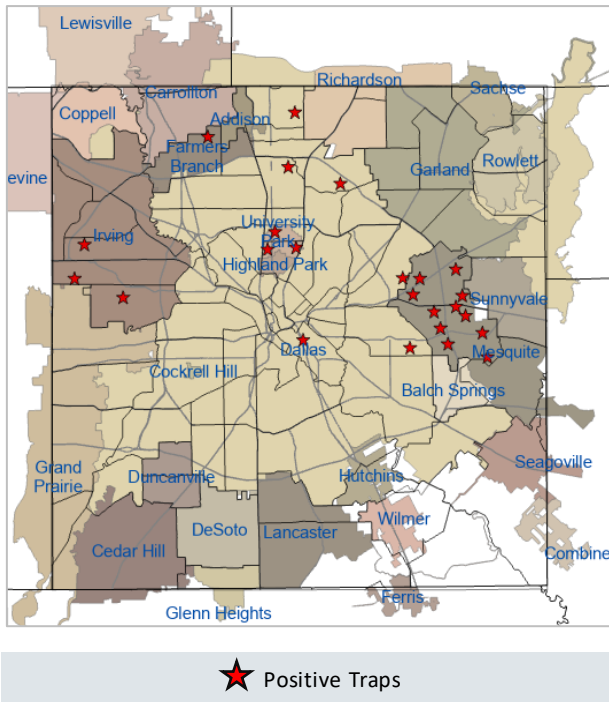 Lewisville
Richardson
Carrollton
Sachse
Coppell
Addison
Farmers
Branch
Garland
Rowlett
evine
University
Park
Irving
Highland Park
Sunnyvale
Dallas
Mesquite
Cockrell Hill
Balch Springs
Seagoville
Grand
Prairie
Duncanville
Hutchins
Wilmer
DeSoto
Lancaster
Cedar Hill
Combine
Ferris
Glenn Heights
Positive Traps